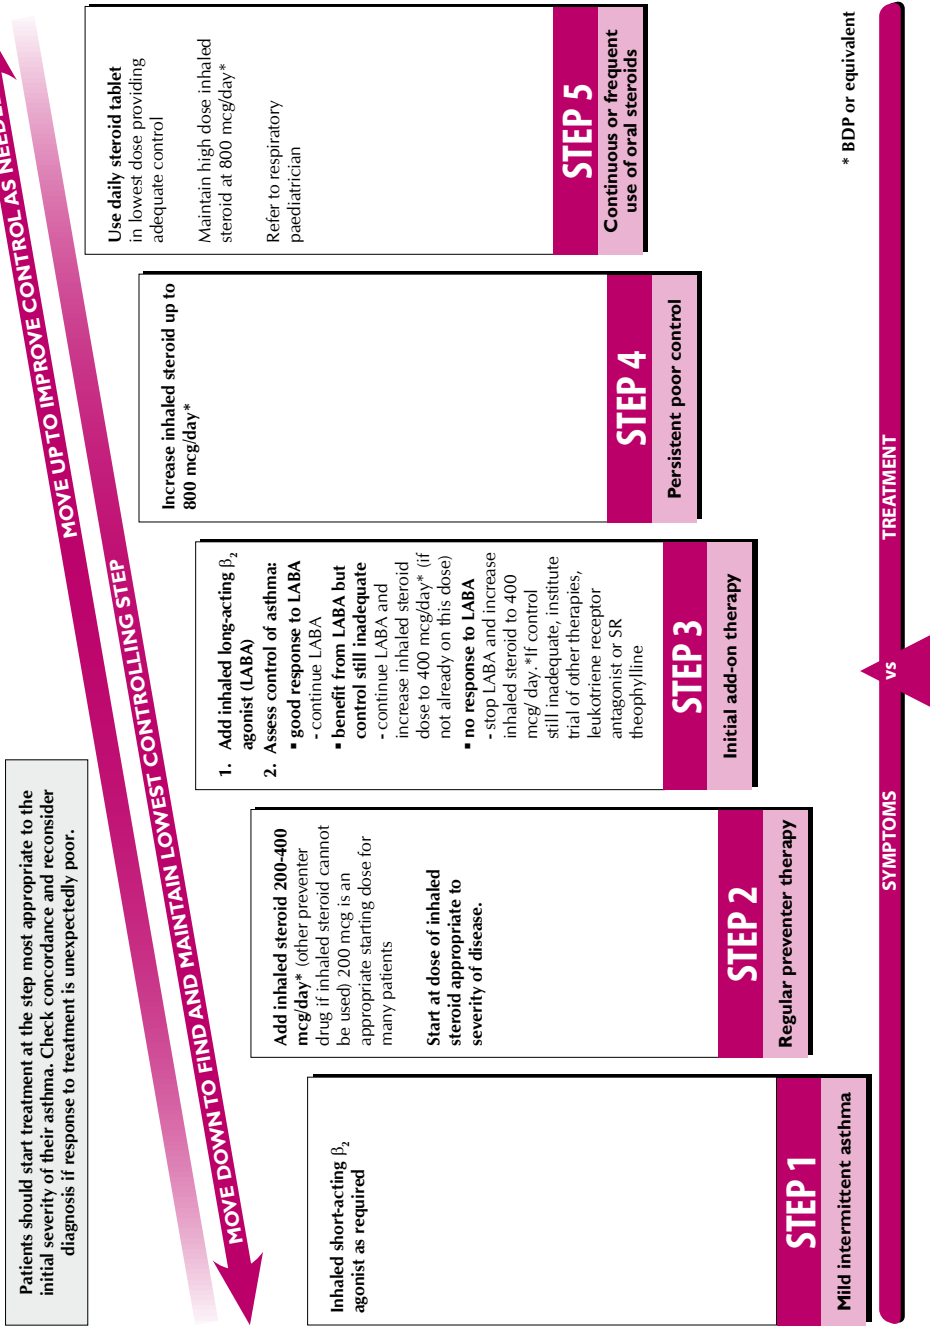 Patients should start treatment at the step most appropriate to the
initial severity of their asthma. Check concordance and reconsider
diagnosis if response to treatment is unexpectedly poor.
MOVE UP TO IMPROVE CONTROL AS NEEDED
MOVE DOWN TO FIND AND MAINTAIN LOWEST CONTROLLING STEP
Inhaled short-acting β2
agonist as required
STEP 1
Mild intermittent asthma
Add inhaled steroid 200-400
mcg/day* (other preventer
drug if inhaled steroid cannot
be used) 200 mcg is an
appropriate starting dose for
many patients
Start at dose of inhaled
steroid appropriate to
severity of disease.
STEP 2
Regular preventer therapy
1. Add inhaled long-acting β2
agonist (LABA)
2. Assess control of asthma:
▪ good response to LABA
- continue LABA
▪ benefit from LABA but
control still inadequate
- continue LABA and
increase inhaled steroid
dose to 400 mcg/day* (if
not already on this dose)
▪ no response to LABA
- stop LABA and increase
inhaled steroid to 400
mcg/ day.*If control
still inadequate, institute
trial of other therapies,
leukotriene receptor
antagonist or SR
theophylline
STEP 3
Initial add-on therapy
Increase inhaled steroid up to
800 mcg/day*
STEP 4
Persistent poor control
Use daily steroid tablet
in lowest dose providing
adequate control
Maintain high dose inhaled
steroid at 800 mcg/day*
Refer to respiratory
paediatrician
STEP 5
Continuous or frequent
use of oral steroids
* BDP or equivalent
SYMPTOMS vs TREATMENT